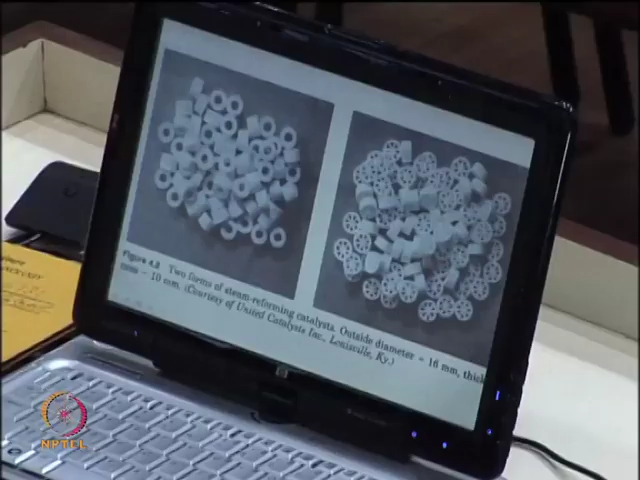 Figure 4.2 Two forms of steam-reforming catalysts. Outside diameter = 16 mm, thick
ness = 10 mm. (Courtesy of United Catalysts Inc., Louisville, Ky.)
NPTEL